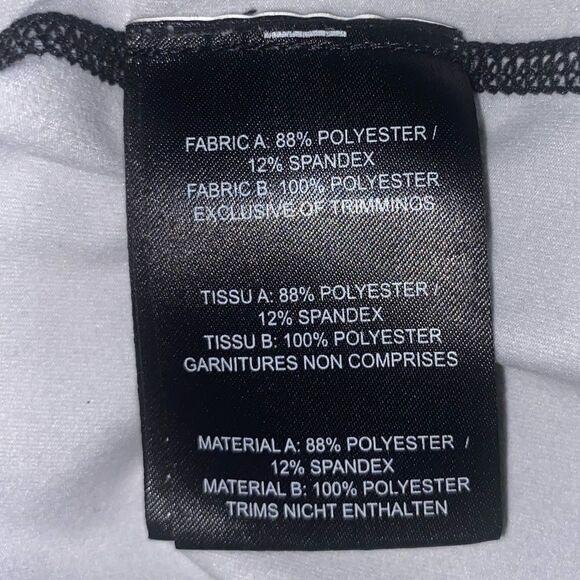 FABRIC A: 88% POLYESTER /
12% SPANDEX
FABRIC B: 100% POLYESTER
EXCLUSIVE OF TRIMMINGS
TISSU A: 88% POLYESTER /
12% SPANDEX
TISSU B: 100% POLYESTER
GARNITURES NON COMPRISES
MATERIAL A: 88% POLYESTER /
12% SPANDEX
MATERIAL B: 100% POLYESTER
TRIMS NICHT ENTHALTEN